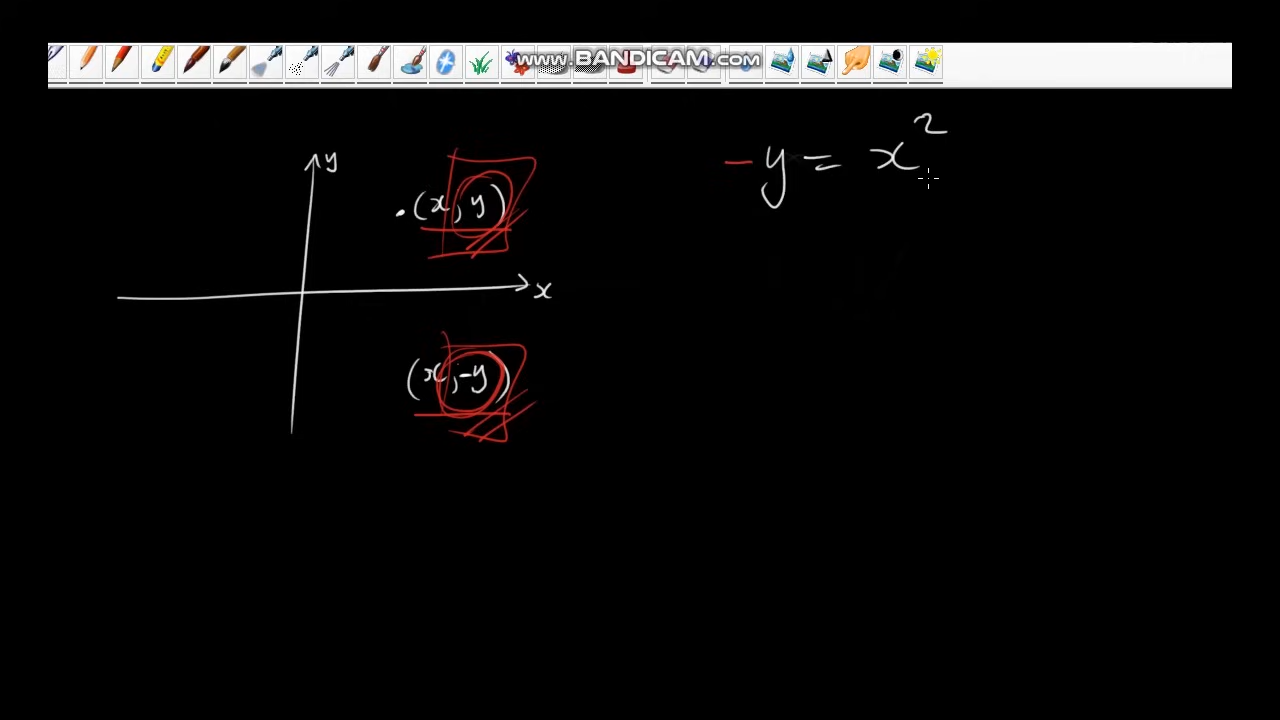 www.BANDICAM.com
-y = x²
y
.(x, y)
x
(x, -y)